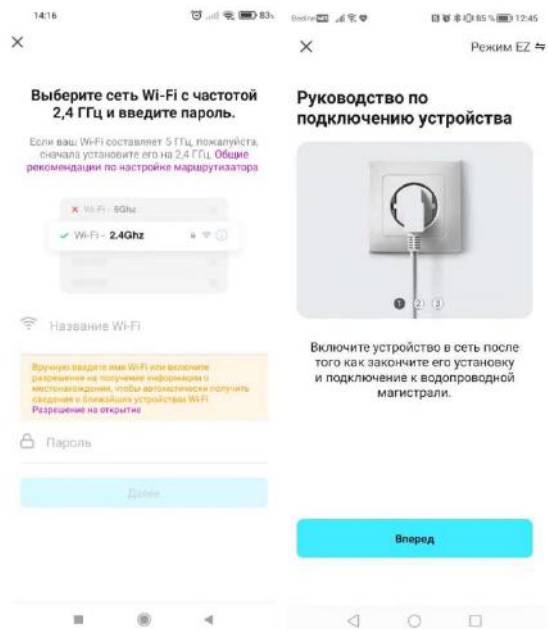 14:16
83%
Выберите сеть Wi-Fi с частотой
2,4 ГГц и введите пароль.
Если ваш Wi-Fi составляет 5 ГГц, пожалуйста,
сначала установите его на 2,4 ГГц. Общие
рекомендации по настройке маршрутизатора
Wi-Fi - 5Ghz
Wi-Fi - 2.4Ghz
Название Wi-Fi
Вручную введите имя Wi-Fi или включите
разрешения на получение информации о
местонахождении, чтобы автоматически получить
сведения о ближайших устройствах Wi-Fi
Разрешение на открытие
Пароль
Далее
Beeline
85 % 12:45
Режим EZ
Руководство по
подключению устройства
1 2 3
Включите устройство в сеть после
того как закончите его установку
и подключение к водопроводной
магистрали.
Вперед